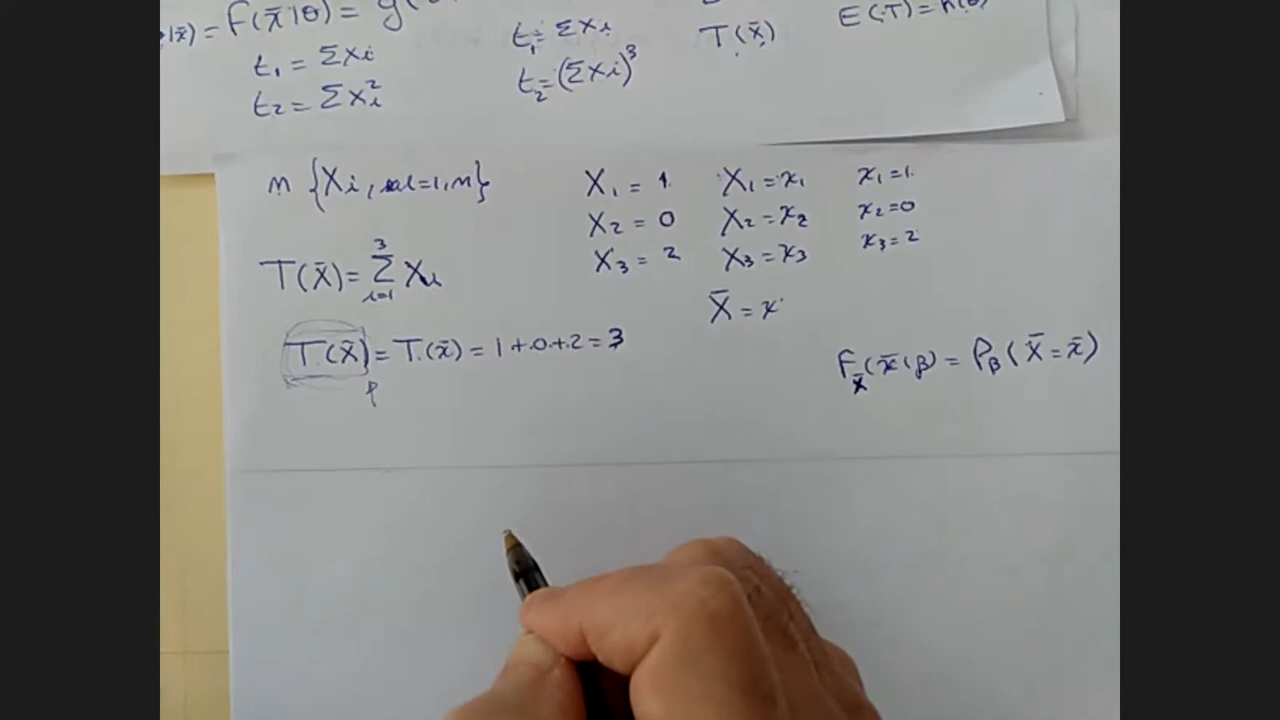 |x̄) = F(x̄|θ) = g(
t₁ = Σxi
t₂ = Σxi²
t₁ = Σxi
t₂ = (Σxi)³
T(X̄)
E(T) =
n {Xi, i=1,n}
X₁ = 1
X₂ = 0
X₃ = 2
X₁ = x₁
X₂ = x₂
X₃ = x₃
X̄ = x
x₁ = 1
x₂ = 0
x₃ = 2
T(X̄) = Σ³ᵢ₌₁ Xi
T(X̄) = T(x̄) = 1+0+2 = 3
F_X̄(x̄|β) = P_β(X̄ = x̄)